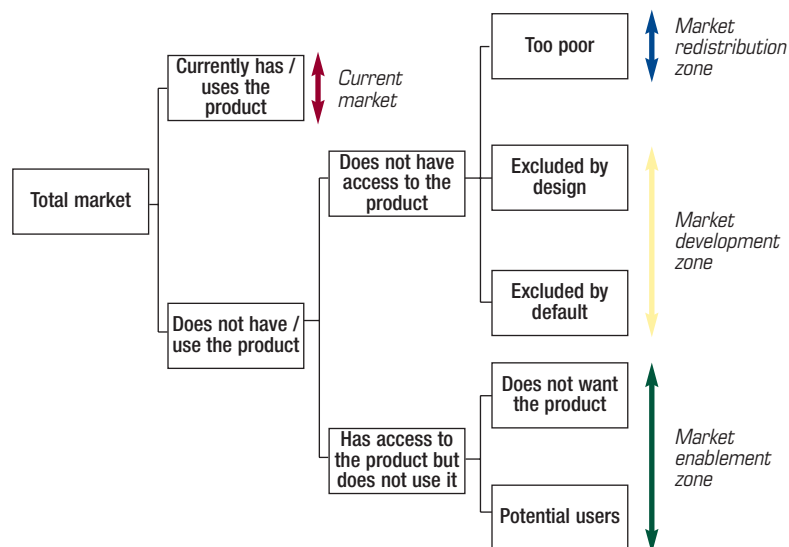 Too poor
Market
redistribution
zone
Currently has /
uses the
product
Current
market
Does not have
access to the
product
Excluded by
design
Total market
Market
development
zone
Excluded by
default
Does not have /
use the product
Does not want
the product
Has access to
the product but
does not use it
Market
enablement
zone
Potential users